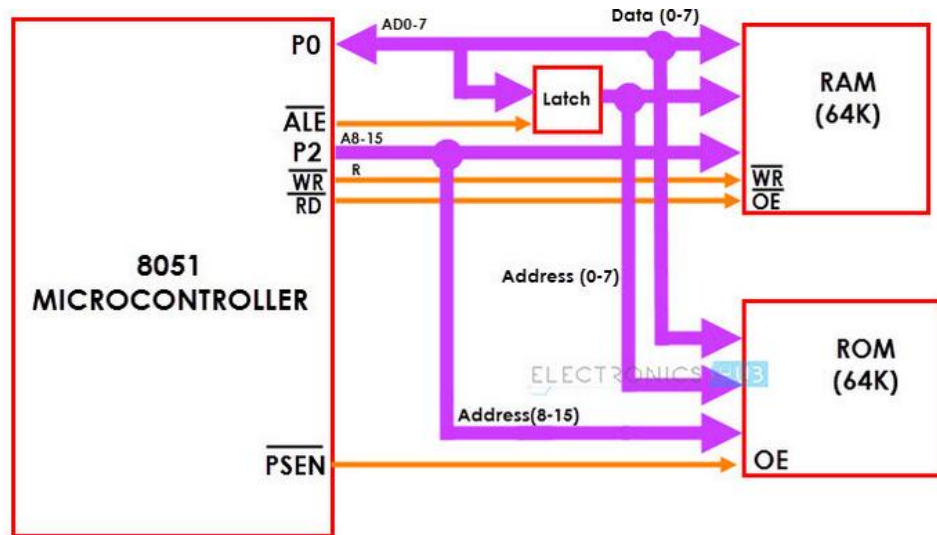 P0
AD0-7
Data (0-7)
Latch
RAM
(64K)
ALE
P2
A8-15
WR
R
RD
WR
OE
8051
MICROCONTROLLER
Address (0-7)
ELECTRONICS HUB
ROM
(64K)
Address(8-15)
PSEN
OE